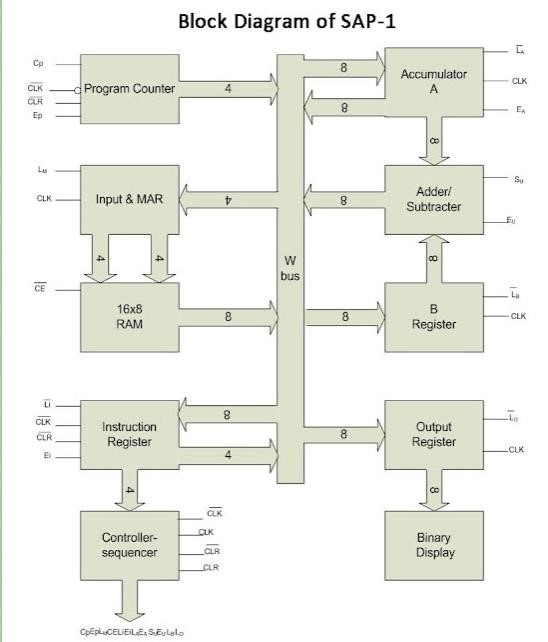 Block Diagram of SAP-1
Cp
CLK
CLR
Ep
Program Counter
4
8
8
Accumulator
A
LA
CLK
EA
8
LM
CLK
Input & MAR
4
8
Adder/
Subtracter
SU
EU
4
4
W
bus
8
CE
16x8
RAM
8
8
B
Register
LB
CLK
Li
CLK
CLR
Ei
Instruction
Register
8
4
8
Output
Register
LO
CLK
4
8
Controller-
sequencer
CLK
CLK
CLR
CLR
Binary
Display
CpEpLMCELiEiLAEASUEULBLO